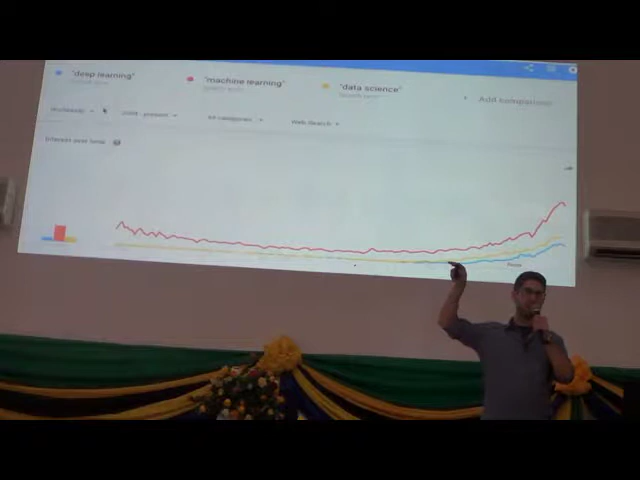 "deep learning"
"machine learning"
"data science"
Add comparison
Worldwide
2004 - present
All categories
Web Search
Interest over time